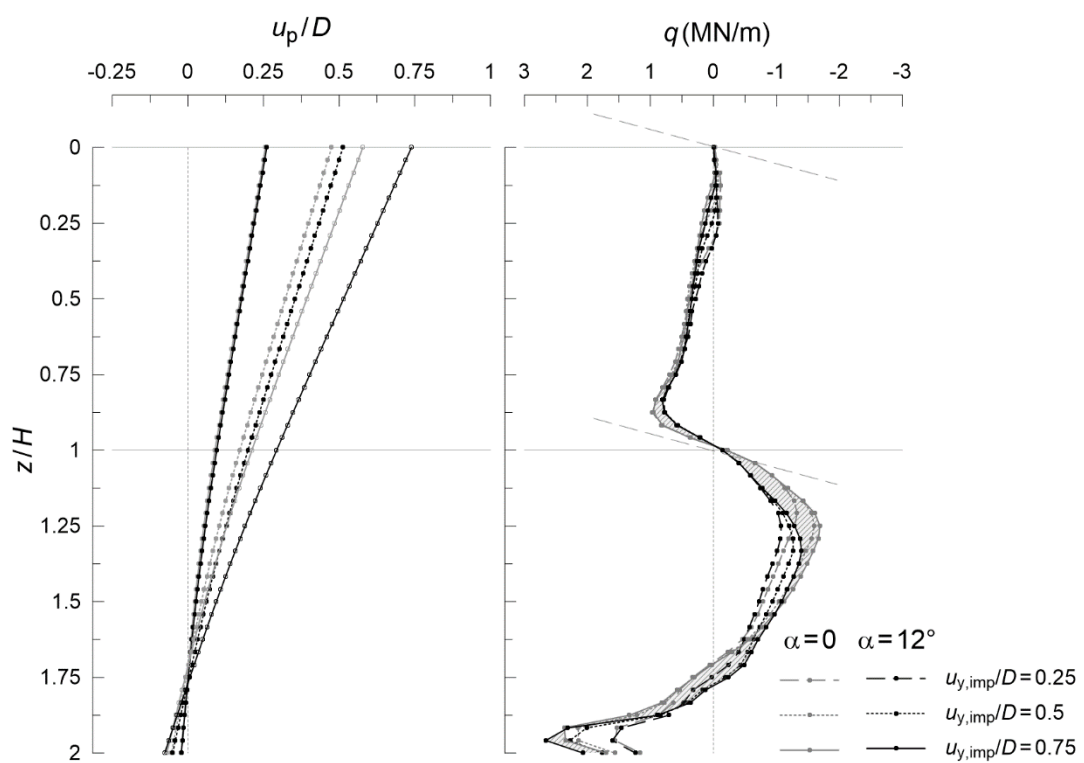 u_p/D
q (MN/m)
-0.25 0 0.25 0.5 0.75 1
3 2 1 0 -1 -2 -3
0
0.25
0.5
0.75
1
1.25
1.5
1.75
2
z/H
α=0 α=12°
u_y,imp/D=0.25
u_y,imp/D=0.5
u_y,imp/D=0.75